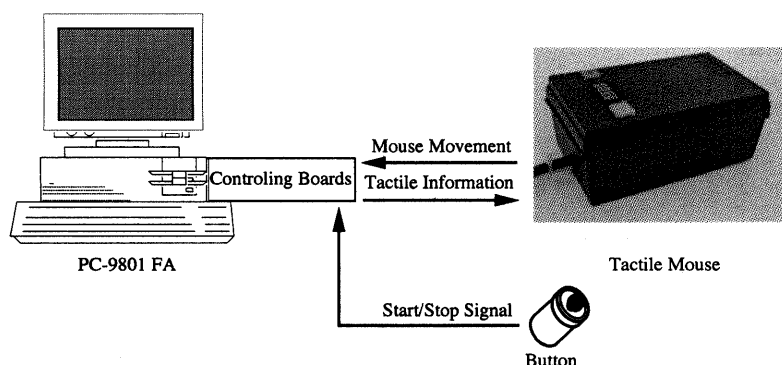 Mouse Movement
Controling Boards
Tactile Information
PC-9801 FA
Tactile Mouse
Start/Stop Signal
Button